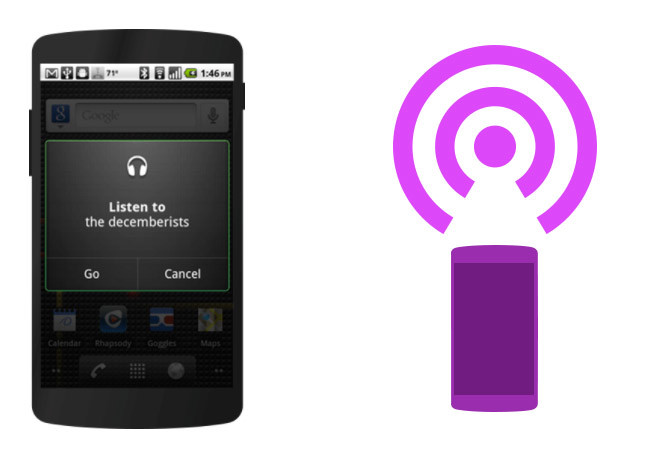 71° 1:46 PM
Google
Listen to
the decemberists
Go Cancel
Calendar Rhapsody Goggles Maps